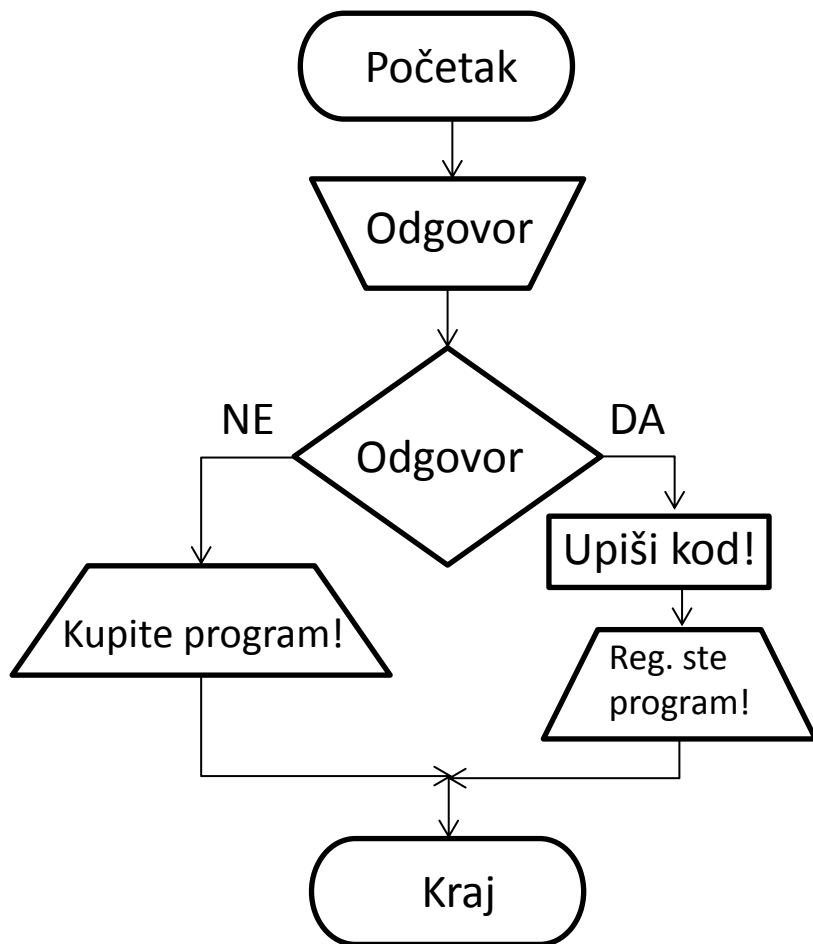 Početak
Odgovor
NE
DA
Odgovor
Upiši kod!
Kupite program!
Reg. ste
program!
Kraj